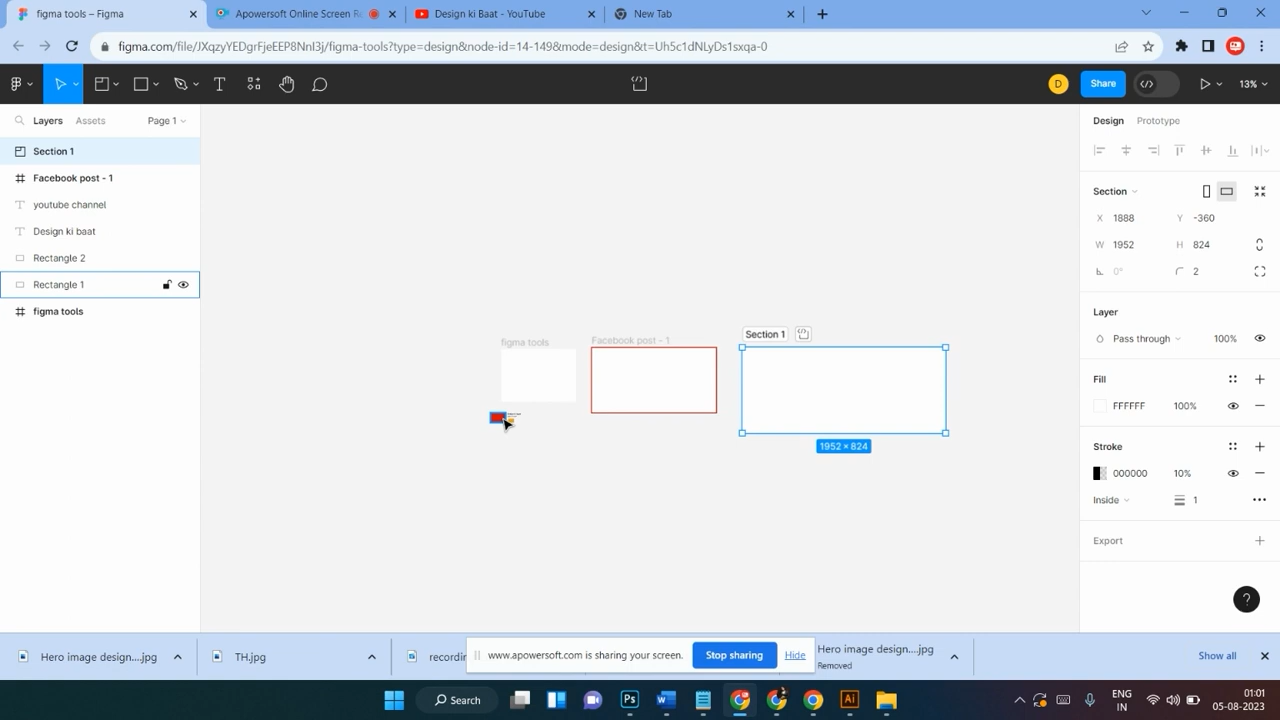 figma tools – Figma
Apowersoft Online Screen Re
Design ki Baat - YouTube
New Tab
figma.com/file/JXqzyYEDgrFjeEEP8NnI3j/figma-tools?type=design&node-id=14-149&mode=design&t=Uh5c1dNLyDs1sxqa-0
D
Share
13%
Layers
Assets
Page 1
Design
Prototype
Section 1
Facebook post - 1
youtube channel
Design ki baat
Rectangle 2
Rectangle 1
figma tools
figma tools
Facebook post - 1
Section 1
1952 × 824
Section
X 1888 Y -360
W 1952 H 824
0° 2
Layer
Pass through 100%
Fill
FFFFFF 100%
Stroke
000000 10%
Inside 1
Export
?
Hero image design....jpg
TH.jpg
recordin
www.apowersoft.com is sharing your screen.
Stop sharing
Hide
Hero image design....jpg
Removed
Show all
Search
ENG
IN
01:01
05-08-2023